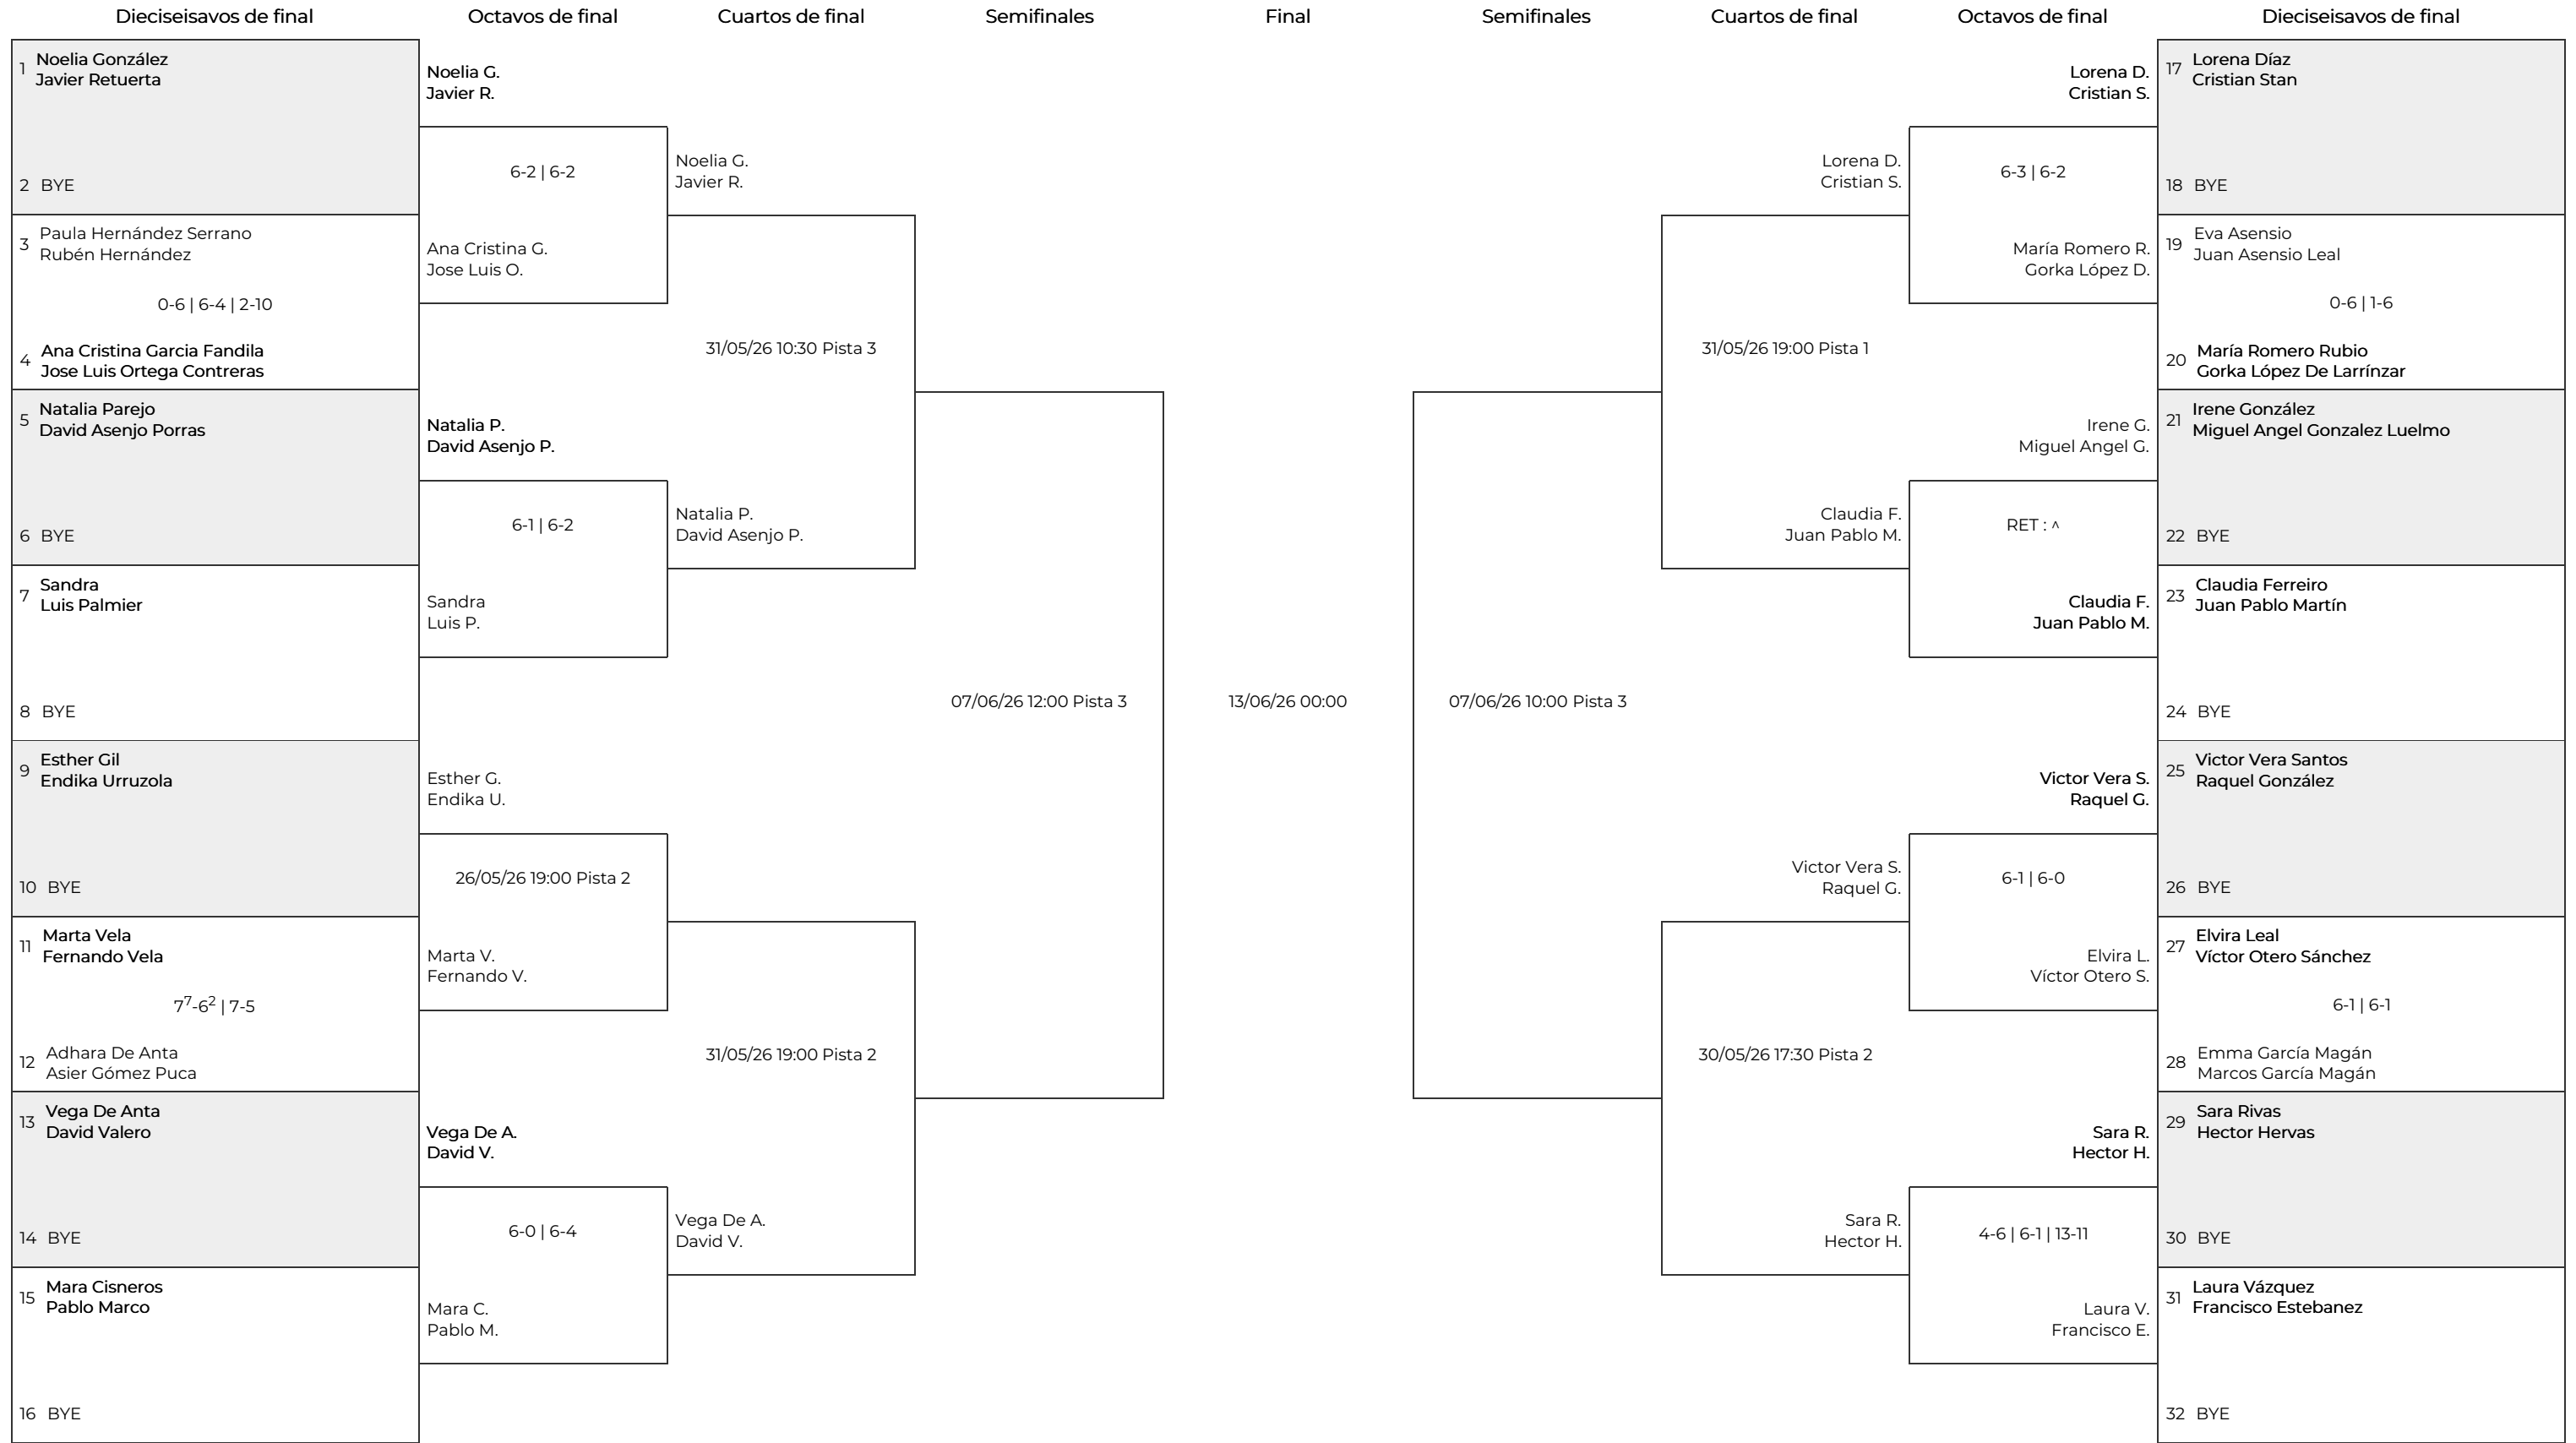 Dieciseisavos de final
Octavos de final
Cuartos de final
Semifinales
Final
Semifinales
Cuartos de final
Octavos de final
Dieciseisavos de final
1 Noelia González
Javier Retuerta
2 BYE
3 Paula Hernández Serrano
Rubén Hernández
0-6 | 6-4 | 2-10
4 Ana Cristina Garcia Fandila
Jose Luis Ortega Contreras
5 Natalia Parejo
David Asenjo Porras
6 BYE
7 Sandra
Luis Palmier
8 BYE
9 Esther Gil
Endika Urruzola
10 BYE
11 Marta Vela
Fernando Vela
7⁷-6² | 7-5
12 Adhara De Anta
Asier Gómez Puca
13 Vega De Anta
David Valero
14 BYE
15 Mara Cisneros
Pablo Marco
16 BYE
Noelia G.
Javier R.
6-2 | 6-2
Ana Cristina G.
Jose Luis O.
Natalia P.
David Asenjo P.
6-1 | 6-2
Sandra
Luis P.
Esther G.
Endika U.
26/05/26 19:00 Pista 2
Marta V.
Fernando V.
Vega De A.
David V.
6-0 | 6-4
Mara C.
Pablo M.
Noelia G.
Javier R.
31/05/26 10:30 Pista 3
Natalia P.
David Asenjo P.
31/05/26 19:00 Pista 2
Vega De A.
David V.
07/06/26 12:00 Pista 3
13/06/26 00:00
07/06/26 10:00 Pista 3
Lorena D.
Cristian S.
31/05/26 19:00 Pista 1
Claudia F.
Juan Pablo M.
Victor Vera S.
Raquel G.
30/05/26 17:30 Pista 2
Sara R.
Hector H.
Lorena D.
Cristian S.
6-3 | 6-2
María Romero R.
Gorka López D.
Irene G.
Miguel Angel G.
RET : ^
Claudia F.
Juan Pablo M.
Victor Vera S.
Raquel G.
6-1 | 6-0
Elvira L.
Víctor Otero S.
Sara R.
Hector H.
4-6 | 6-1 | 13-11
Laura V.
Francisco E.
17 Lorena Díaz
Cristian Stan
18 BYE
19 Eva Asensio
Juan Asensio Leal
0-6 | 1-6
20 María Romero Rubio
Gorka López De Larrínzar
21 Irene González
Miguel Angel Gonzalez Luelmo
22 BYE
23 Claudia Ferreiro
Juan Pablo Martín
24 BYE
25 Victor Vera Santos
Raquel González
26 BYE
27 Elvira Leal
Víctor Otero Sánchez
6-1 | 6-1
28 Emma García Magán
Marcos García Magán
29 Sara Rivas
Hector Hervas
30 BYE
31 Laura Vázquez
Francisco Estebanez
32 BYE